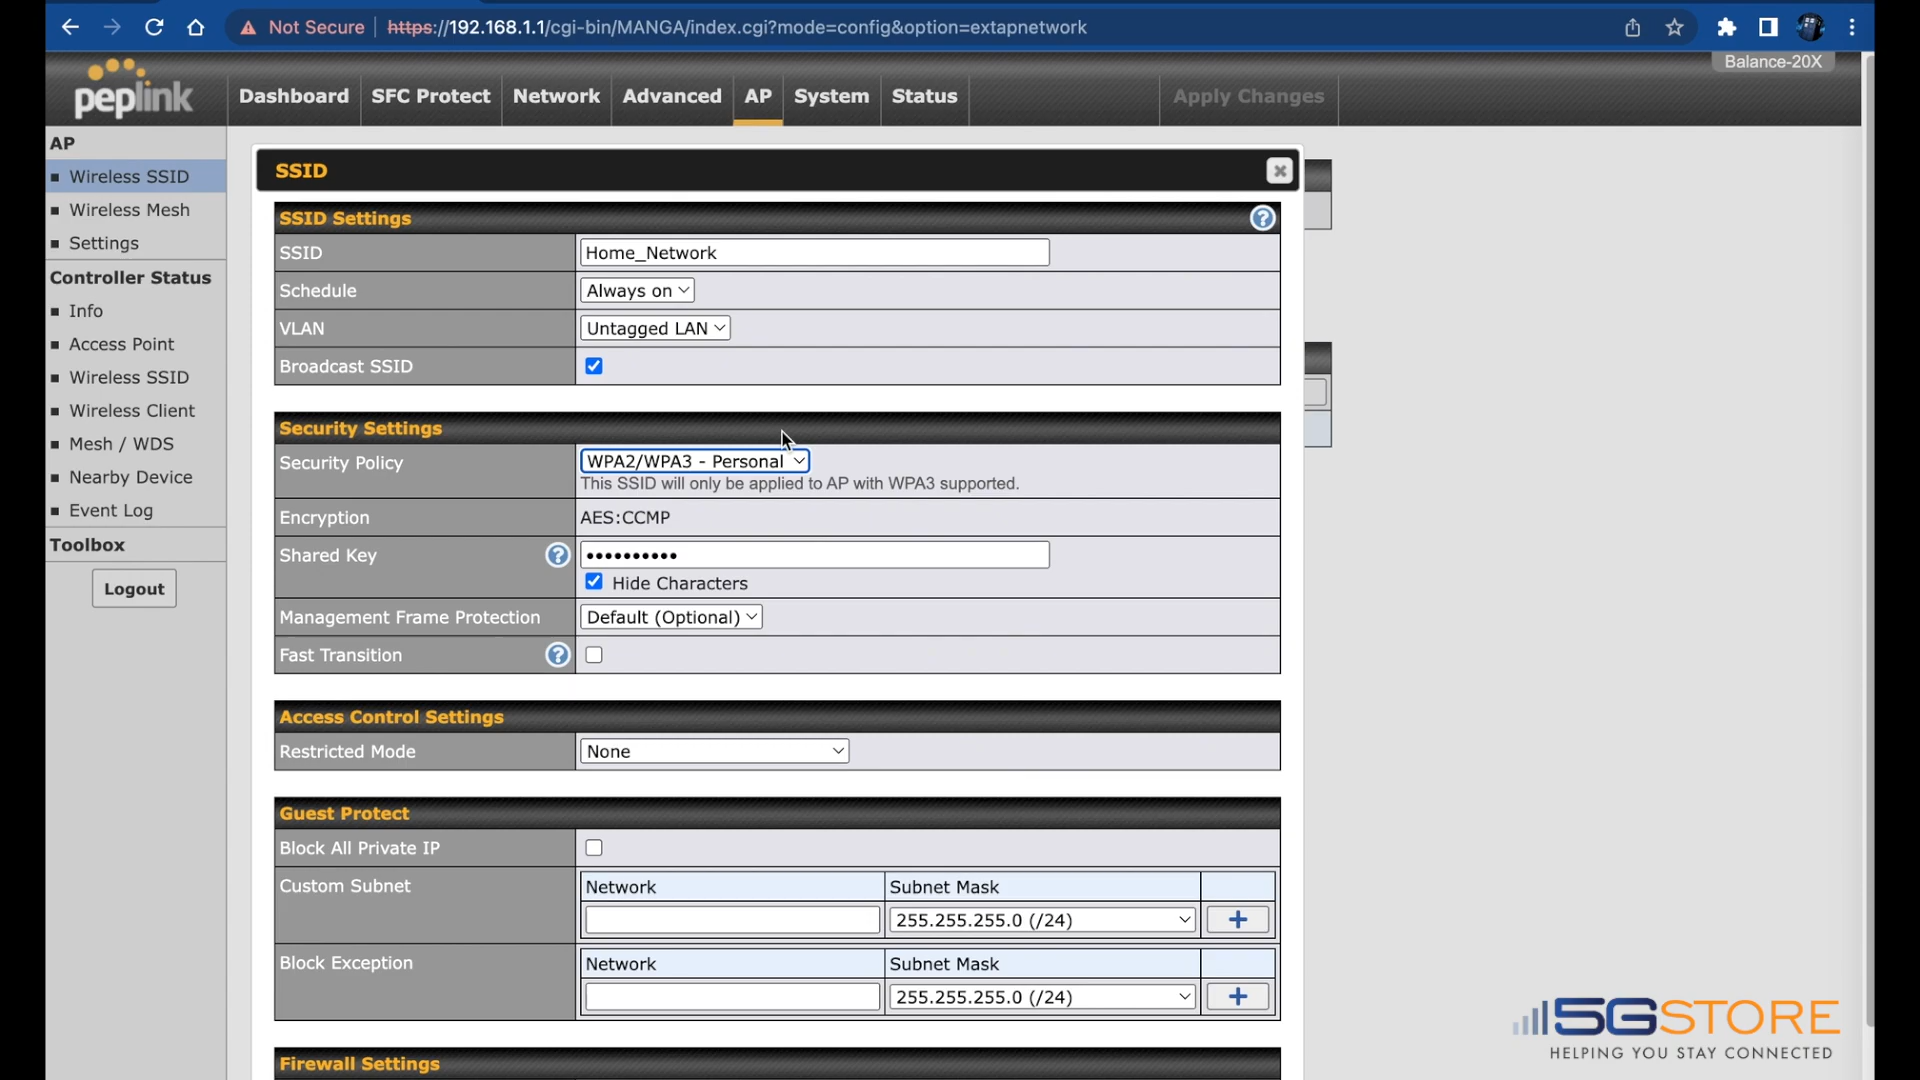 Not Secure | https://192.168.1.1/cgi-bin/MANGA/index.cgi?mode=config&option=extapnetwork
Balance-20X
peplink
Dashboard SFC Protect Network Advanced AP System Status Apply Changes
AP
Wireless SSID
Wireless Mesh
Settings
Controller Status
Info
Access Point
Wireless SSID
Wireless Client
Mesh / WDS
Nearby Device
Event Log
Toolbox
Logout
SSID
SSID Settings
SSID Home_Network
Schedule Always on
VLAN Untagged LAN
Broadcast SSID
Security Settings
Security Policy WPA2/WPA3 - Personal
This SSID will only be applied to AP with WPA3 supported.
Encryption AES:CCMP
Shared Key ••••••••••
Hide Characters
Management Frame Protection Default (Optional)
Fast Transition
Access Control Settings
Restricted Mode None
Guest Protect
Block All Private IP
Custom Subnet Network Subnet Mask
255.255.255.0 (/24)
Block Exception Network Subnet Mask
255.255.255.0 (/24)
Firewall Settings
5GSTORE
HELPING YOU STAY CONNECTED